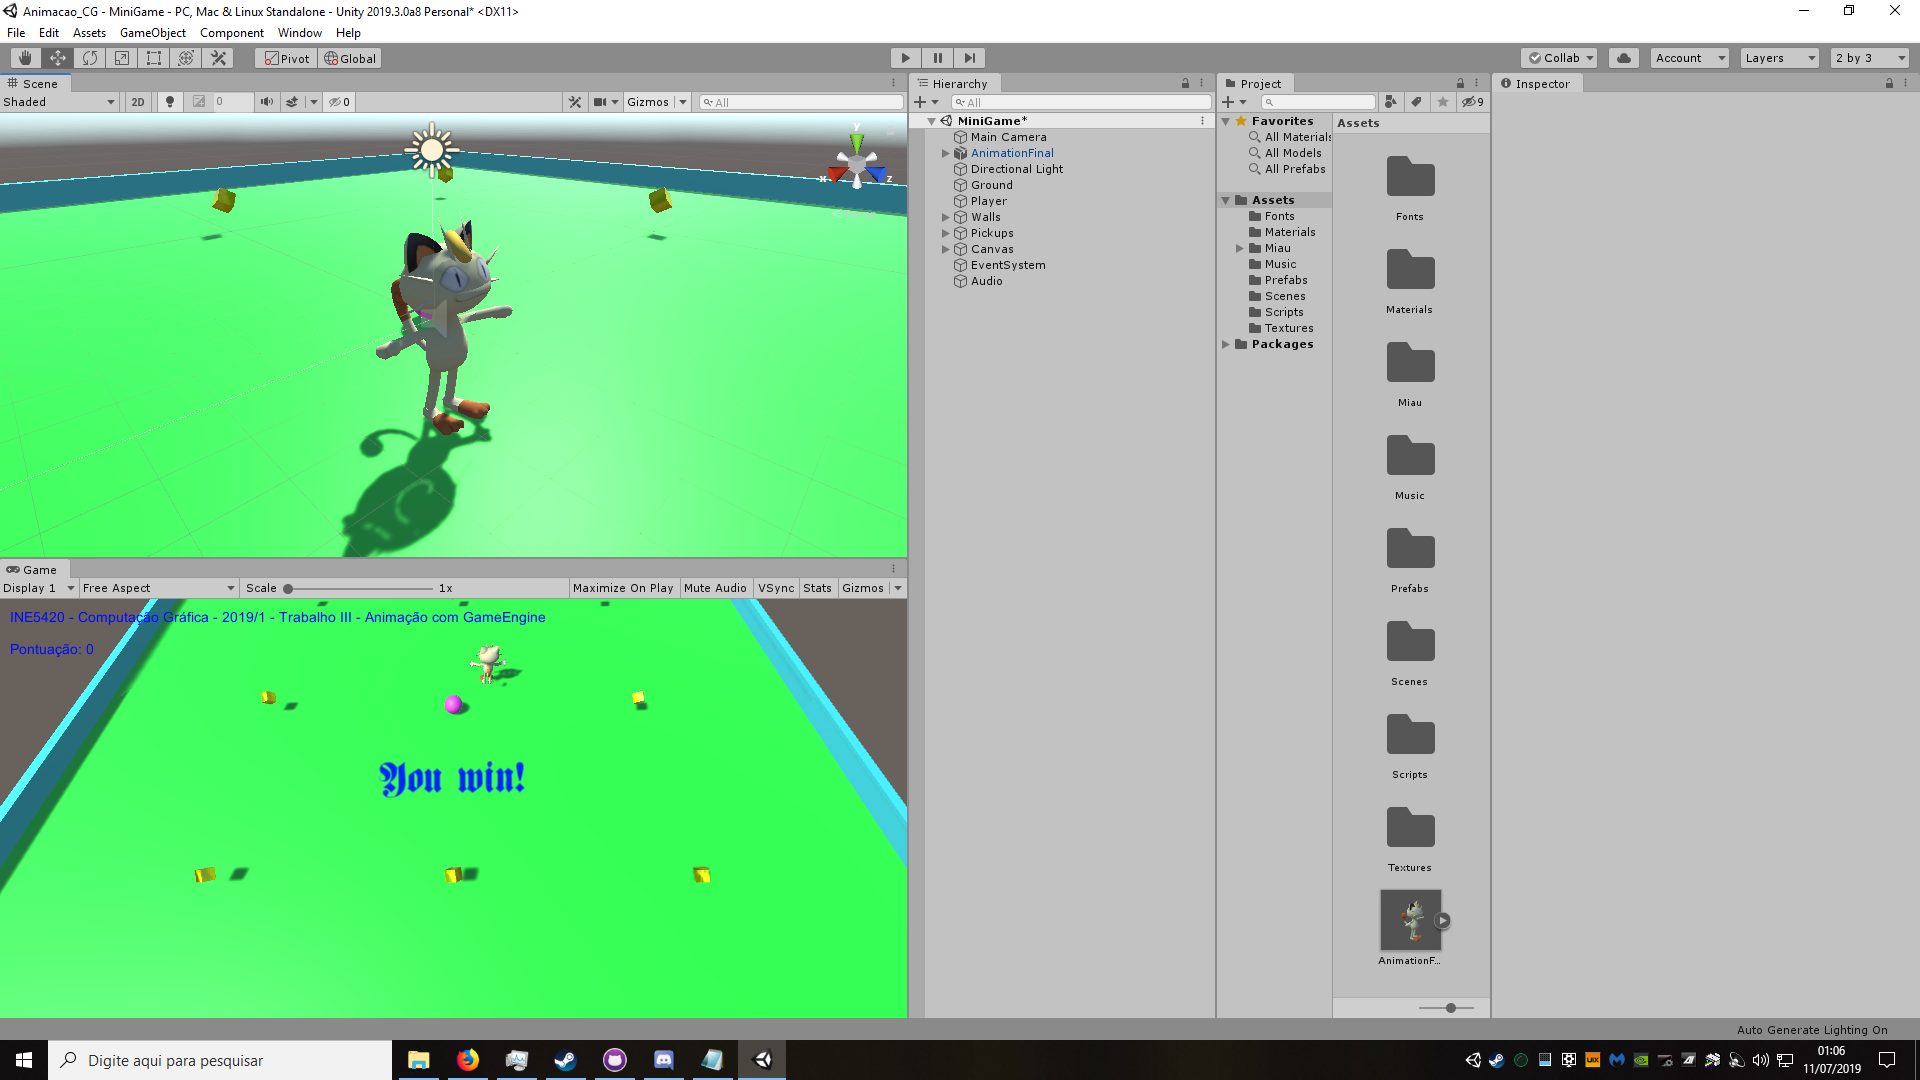 Animacao_CG - MiniGame - PC, Mac & Linux Standalone - Unity 2019.3.0a8 Personal* <DX11>
File Edit Assets GameObject Component Window Help
Pivot Global Collab Account Layers 2 by 3
Scene
Shaded 2D 0 0 Gizmos All
y
x z
Game
Display 1 Free Aspect Scale 1x Maximize On Play Mute Audio VSync Stats Gizmos
INE5420 - Computação Gráfica - 2019/1 - Trabalho III - Animação com GameEngine
Pontuação: 0
You win!
Hierarchy
All
MiniGame*
Main Camera
AnimationFinal
Directional Light
Ground
Player
Walls
Pickups
Canvas
EventSystem
Audio
Project
9
Favorites
All Materials
All Models
All Prefabs
Assets
Fonts
Materials
Miau
Music
Prefabs
Scenes
Scripts
Textures
Packages
Assets
Fonts
Materials
Miau
Music
Prefabs
Scenes
Scripts
Textures
AnimationF...
Inspector
Auto Generate Lighting On
Digite aqui para pesquisar
01:06
11/07/2019